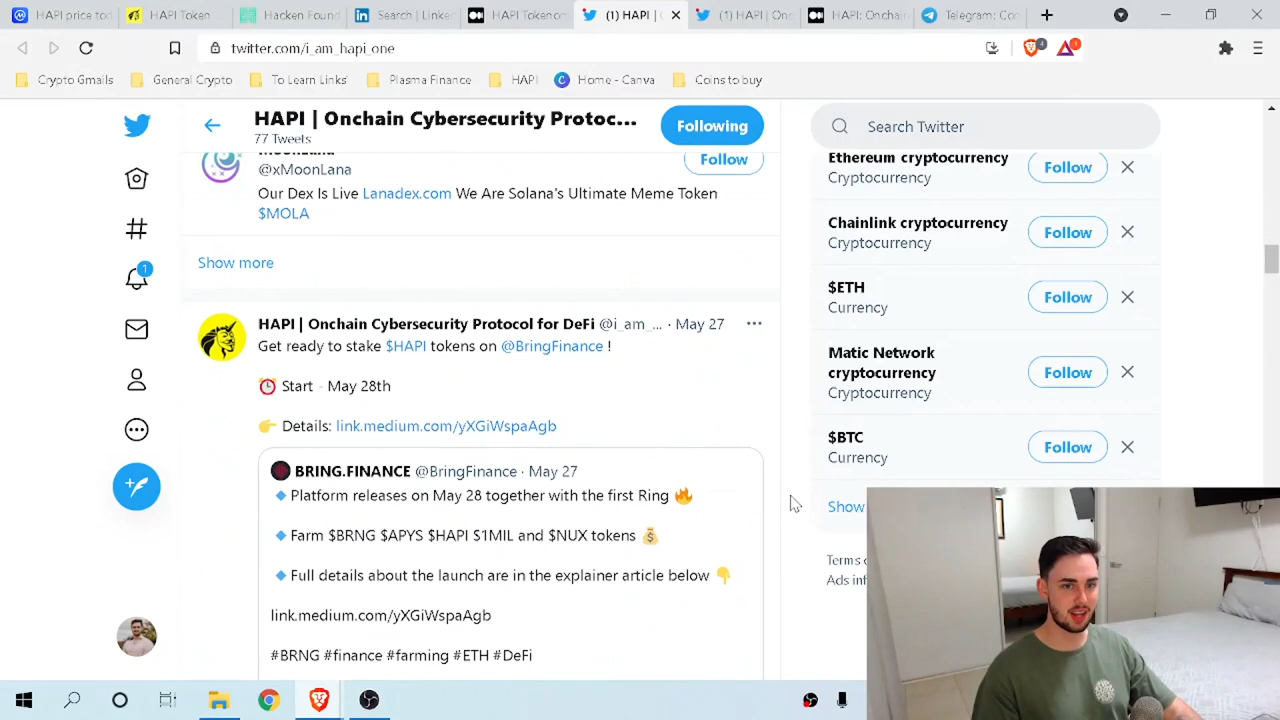 HAPI price tod
HAPI Token
Hacken Found
Search | Linke
HAPI Tokenom
(1) HAPI | O
(1) HAPI | Onc
HAPI: Onchain
Telegram: Co
twitter.com/i_am_hapi_one
4
1
Crypto Gmails
General Crypto
To Learn Links
Plasma Finance
HAPI
Home - Canva
Coins to buy
HAPI | Onchain Cybersecurity Protoc...
77 Tweets
Following
Search Twitter
@xMoonLana
Follow
Our Dex Is Live Lanadex.com We Are Solana's Ultimate Meme Token
$MOLA
Show more
1
HAPI | Onchain Cybersecurity Protocol for DeFi @i_am_... · May 27
Get ready to stake $HAPI tokens on @BringFinance !
Start - May 28th
Details: link.medium.com/yXGiWspaAgb
BRING.FINANCE @BringFinance · May 27
Platform releases on May 28 together with the first Ring
Farm $BRNG $APYS $HAPI $1MIL and $NUX tokens
Full details about the launch are in the explainer article below
link.medium.com/yXGiWspaAgb
#BRNG #finance #farming #ETH #DeFi
Ethereum cryptocurrency
Cryptocurrency
Follow
Chainlink cryptocurrency
Cryptocurrency
Follow
$ETH
Currency
Follow
Matic Network
cryptocurrency
Cryptocurrency
Follow
$BTC
Currency
Follow
Show
Terms o
Ads inf